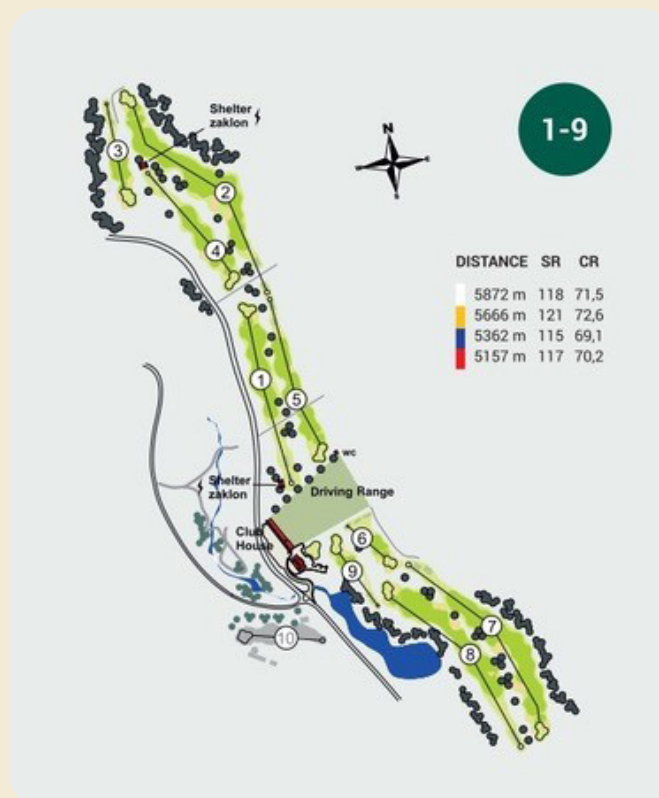 Shelter
zaklon
N
1-9
3
2
4
DISTANCE SR CR
5872 m 118 71,5
5666 m 121 72,6
5362 m 115 69,1
5157 m 117 70,2
1
5
wc
Shelter
zaklon
Driving Range
Club
House
6
9
7
8
10